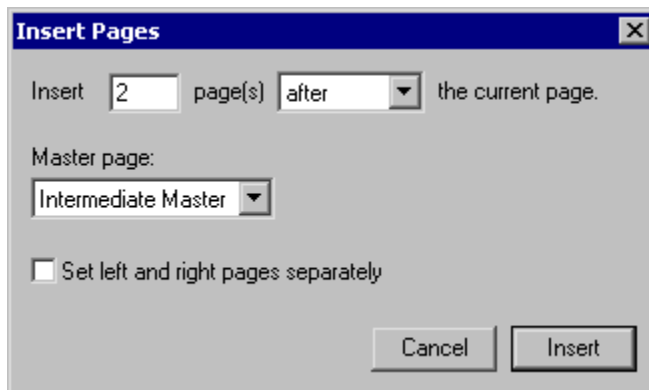 Insert Pages
Insert 2 page(s) after the current page.
Master page:
Intermediate Master
Set left and right pages separately
Cancel Insert